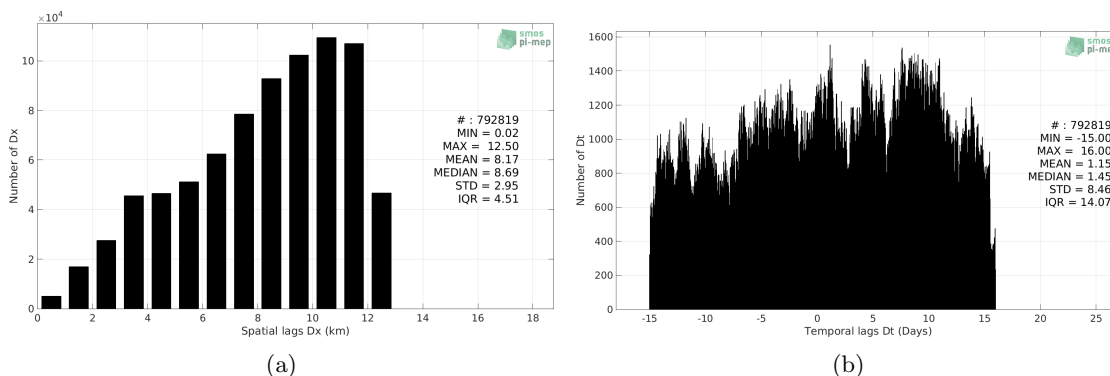 ×10⁴
10
8
6
4
2
0
Number of Dx
0 2 4 6 8 10 12 14 16 18
Spatial lags Dx (km)
smos
pi-mep
# : 792819
MIN = 0.02
MAX = 12.50
MEAN = 8.17
MEDIAN = 8.69
STD = 2.95
IQR = 4.51
(a)
1600
1400
1200
1000
800
600
400
200
0
Number of Dt
-15 -10 -5 0 5 10 15 20 25
Temporal lags Dt (Days)
smos
pi-mep
# : 792819
MIN = -15.00
MAX = 16.00
MEAN = 1.15
MEDIAN = 1.45
STD = 8.46
IQR = 14.07
(b)